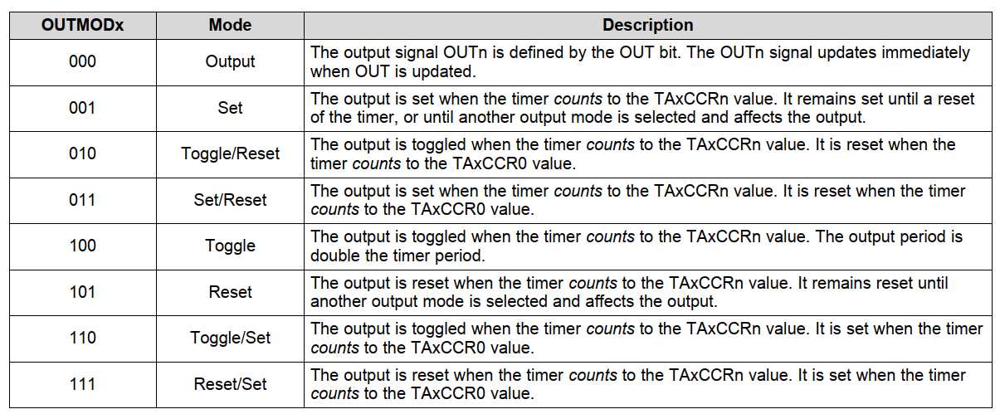 OUTMODx Mode Description
000 Output The output signal OUTn is defined by the OUT bit. The OUTn signal updates immediately
when OUT is updated.
001 Set The output is set when the timer counts to the TAxCCRn value. It remains set until a reset
of the timer, or until another output mode is selected and affects the output.
010 Toggle/Reset The output is toggled when the timer counts to the TAxCCRn value. It is reset when the
timer counts to the TAxCCR0 value.
011 Set/Reset The output is set when the timer counts to the TAxCCRn value. It is reset when the timer
counts to the TAxCCR0 value.
100 Toggle The output is toggled when the timer counts to the TAxCCRn value. The output period is
double the timer period.
101 Reset The output is reset when the timer counts to the TAxCCRn value. It remains reset until
another output mode is selected and affects the output.
110 Toggle/Set The output is toggled when the timer counts to the TAxCCRn value. It is set when the timer
counts to the TAxCCR0 value.
111 Reset/Set The output is reset when the timer counts to the TAxCCRn value. It is set when the timer
counts to the TAxCCR0 value.